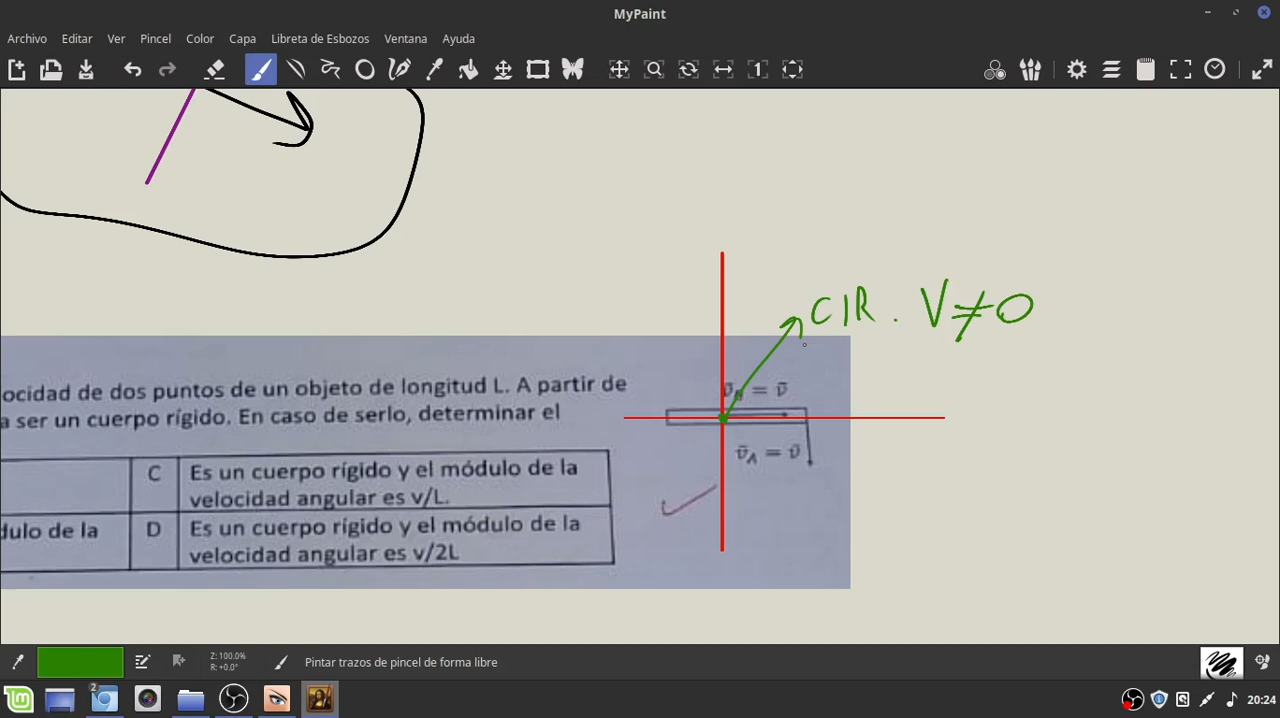 MyPaint
Archivo Editar Ver Pincel Color Capa Libreta de Esbozos Ventana Ayuda
CIR. V≠0
ocidad de dos puntos de un objeto de longitud L. A partir de
a ser un cuerpo rígido. En caso de serlo, determinar el
= v̄
v̄A = v̄
C Es un cuerpo rígido y el módulo de la
velocidad angular es v/L.
dulo de la D Es un cuerpo rígido y el módulo de la
velocidad angular es v/2L
Z: 100.0%
R: +0.0°
Pintar trazos de pincel de forma libre
2
20:24